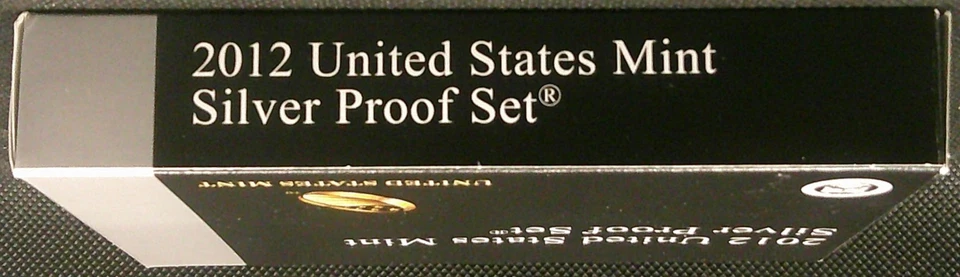 2012 United States Mint
Silver Proof Set®
UNITED STATES MINT
2012 United States Mint
Silver Proof Set®